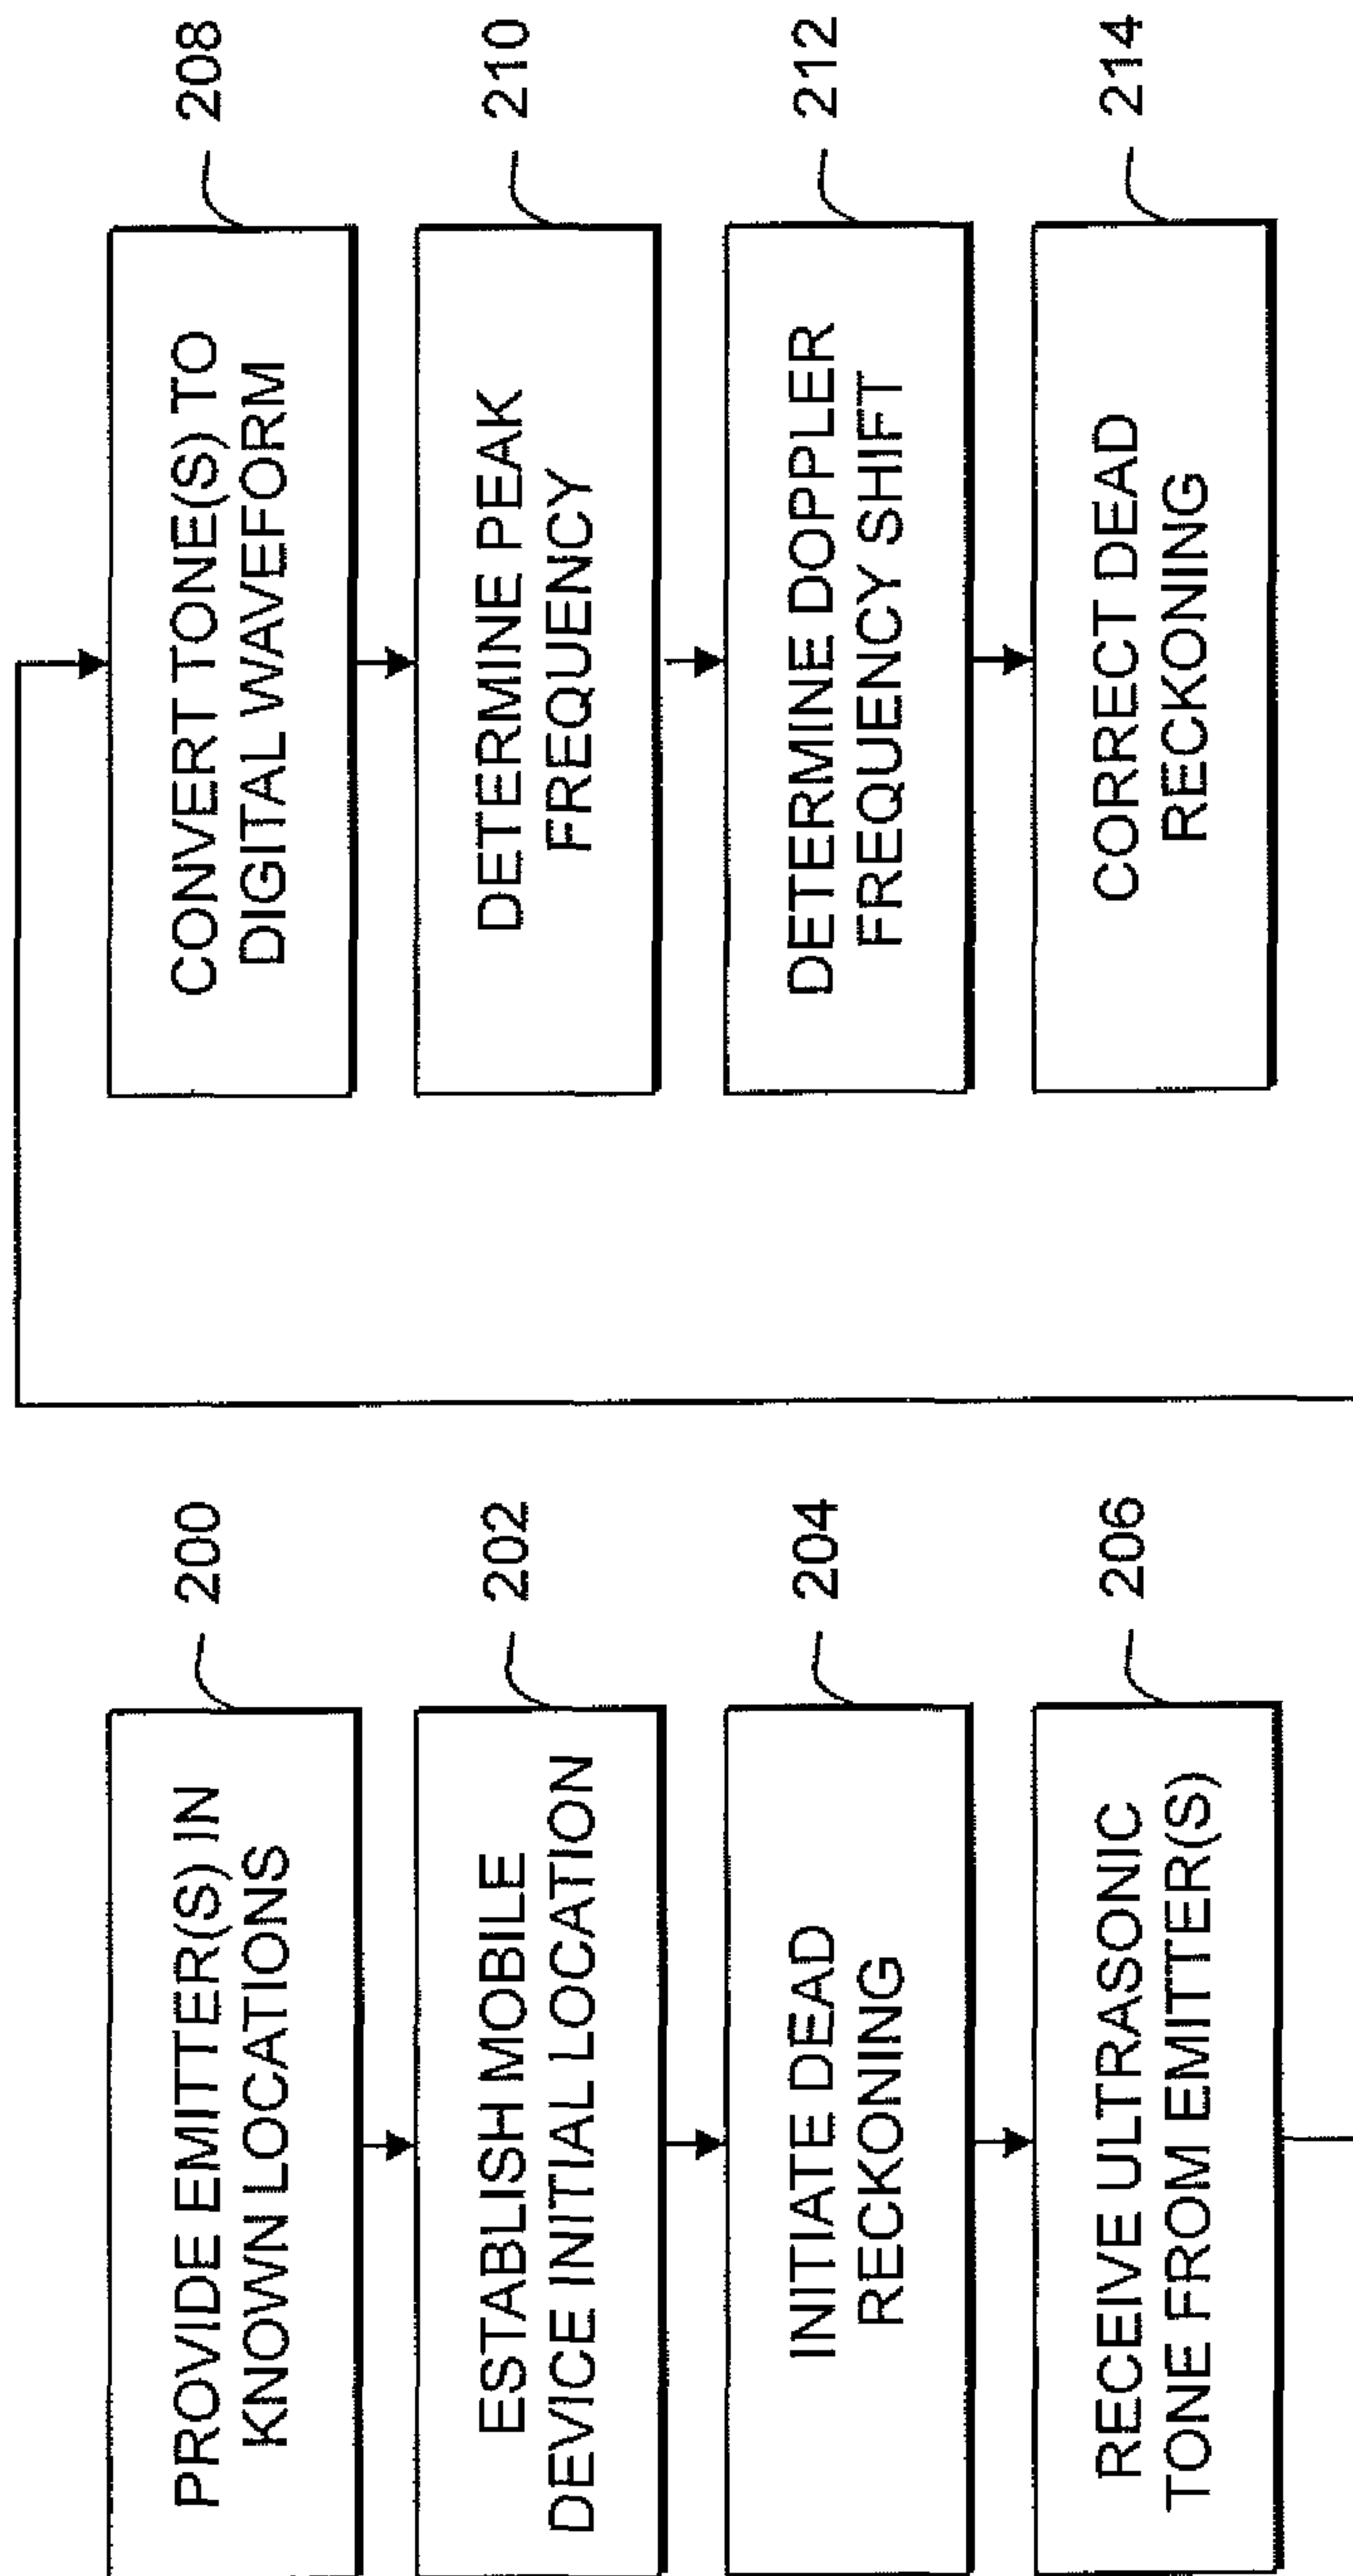 PROVIDE EMITTER(S) IN
KNOWN LOCATIONS
200
ESTABLISH MOBILE
DEVICE INITIAL LOCATION
202
INITIATE DEAD
RECKONING
204
RECEIVE ULTRASONIC
TONE FROM EMITTER(S)
206
CONVERT TONE(S) TO
DIGITAL WAVEFORM
208
DETERMINE PEAK
FREQUENCY
210
DETERMINE DOPPLER
FREQUENCY SHIFT
212
CORRECT DEAD
RECKONING
214